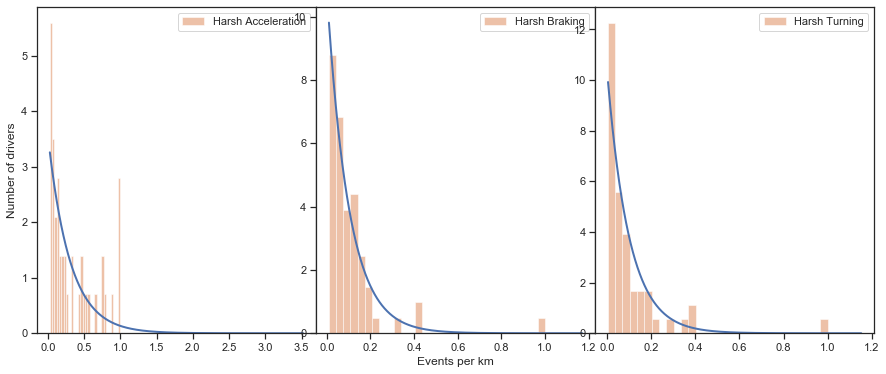 Harsh Acceleration
Harsh Braking
Harsh Turning
Number of drivers
5
4
3
2
1
0
0.0 0.5 1.0 1.5 2.0 2.5 3.0 3.5
10
8
6
4
2
0
0.0 0.2 0.4 0.6 0.8 1.0 1.2
12
10
8
6
4
2
0
0.0 0.2 0.4 0.6 0.8 1.0 1.2
Events per km